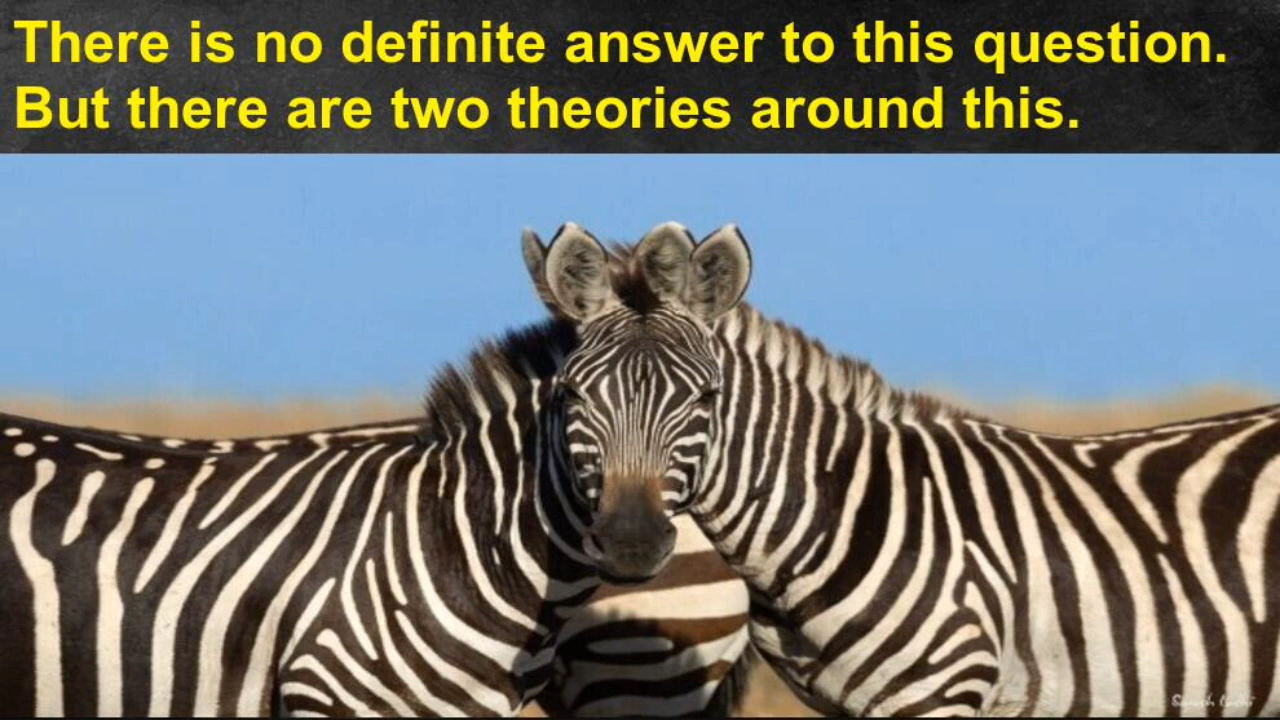 There is no definite answer to this question.
But there are two theories around this.